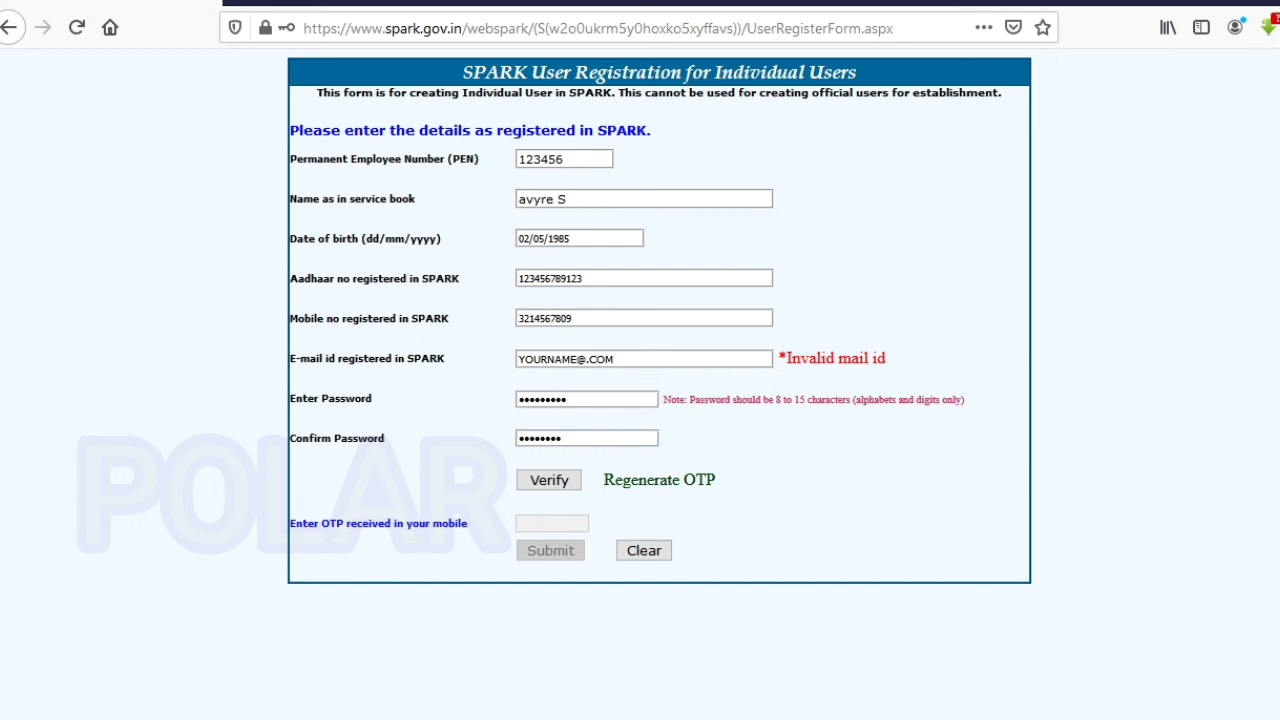 https://www.spark.gov.in/webspark/(S(w2o0ukrm5y0hoxko5xyffavs))/UserRegisterForm.aspx
SPARK User Registration for Individual Users
This form is for creating Individual User in SPARK. This cannot be used for creating official users for establishment.
Please enter the details as registered in SPARK.
Permanent Employee Number (PEN) 123456
Name as in service book avyre S
Date of birth (dd/mm/yyyy) 02/05/1985
Aadhaar no registered in SPARK 123456789123
Mobile no registered in SPARK 3214567809
E-mail id registered in SPARK YOURNAME@.COM *Invalid mail id
Enter Password ••••••••• Note: Password should be 8 to 15 characters (alphabets and digits only)
Confirm Password ••••••••
POLAR
Verify Regenerate OTP
Enter OTP received in your mobile
Submit Clear